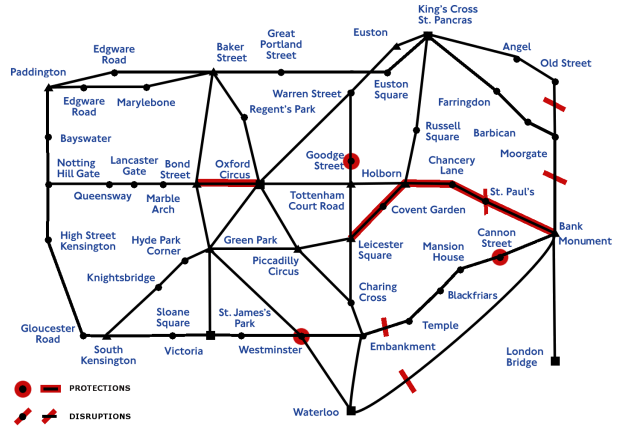 King's Cross
St. Pancras
Euston
Great
Portland
Street
Edgware
Road
Baker
Street
Angel
Old Street
Paddington
Edgware
Road
Marylebone
Warren Street
Euston
Square
Regent's Park
Farringdon
Barbican
Russell
Square
Bayswater
Moorgate
Notting
Hill Gate
Lancaster
Gate
Bond
Street
Oxford
Circus
Goodge
Street
Holborn
Chancery
Lane
Queensway
Marble
Arch
Tottenham
Court Road
St. Paul's
Covent Garden
High Street
Kensington
Hyde Park
Corner
Green Park
Piccadilly
Circus
Leicester
Square
Mansion
House
Cannon
Street
Bank
Monument
Knightsbridge
Charing
Cross
Blackfriars
Gloucester
Road
Sloane
Square
St. James's
Park
Temple
South
Kensington
Victoria
Westminster
Embankment
London
Bridge
Waterloo
PROTECTIONS
DISRUPTIONS